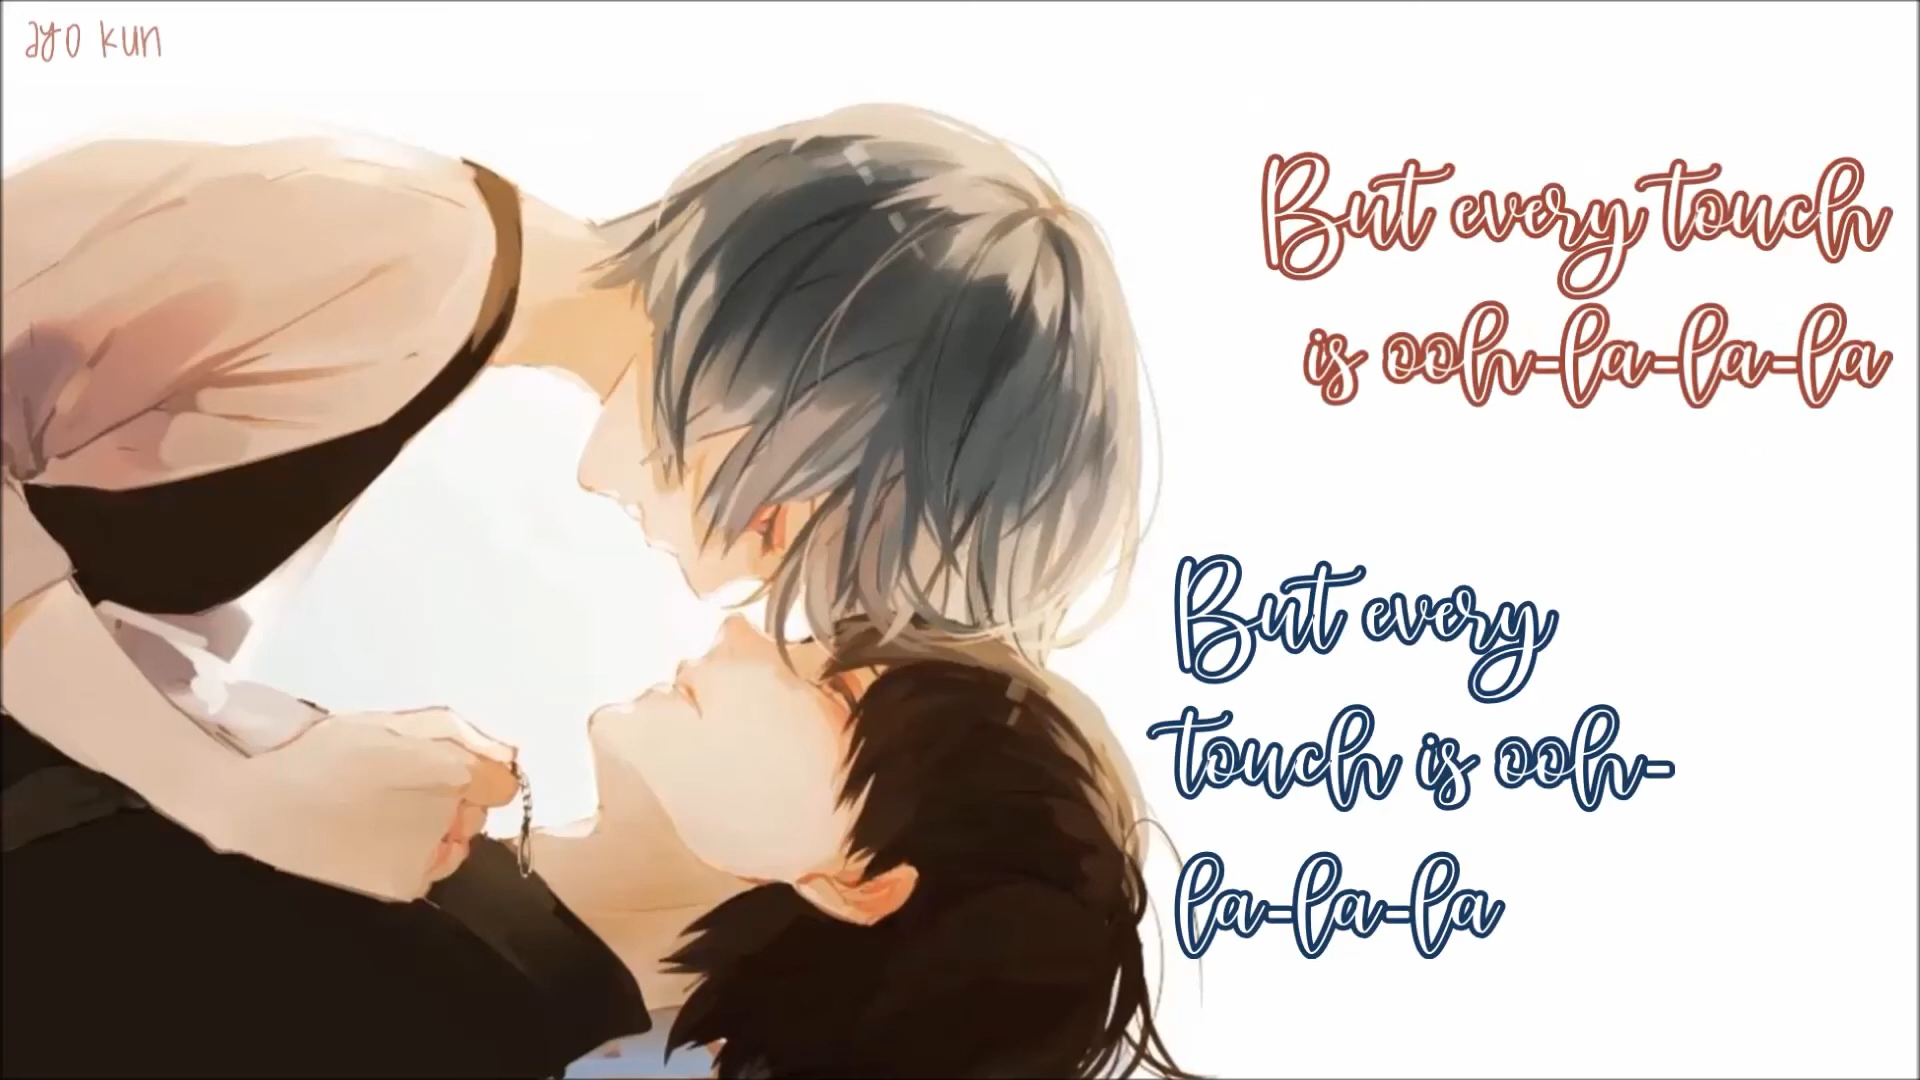 ayo kun
But every touch
is ooh-la-la-la
But every
touch is ooh-
la-la-la